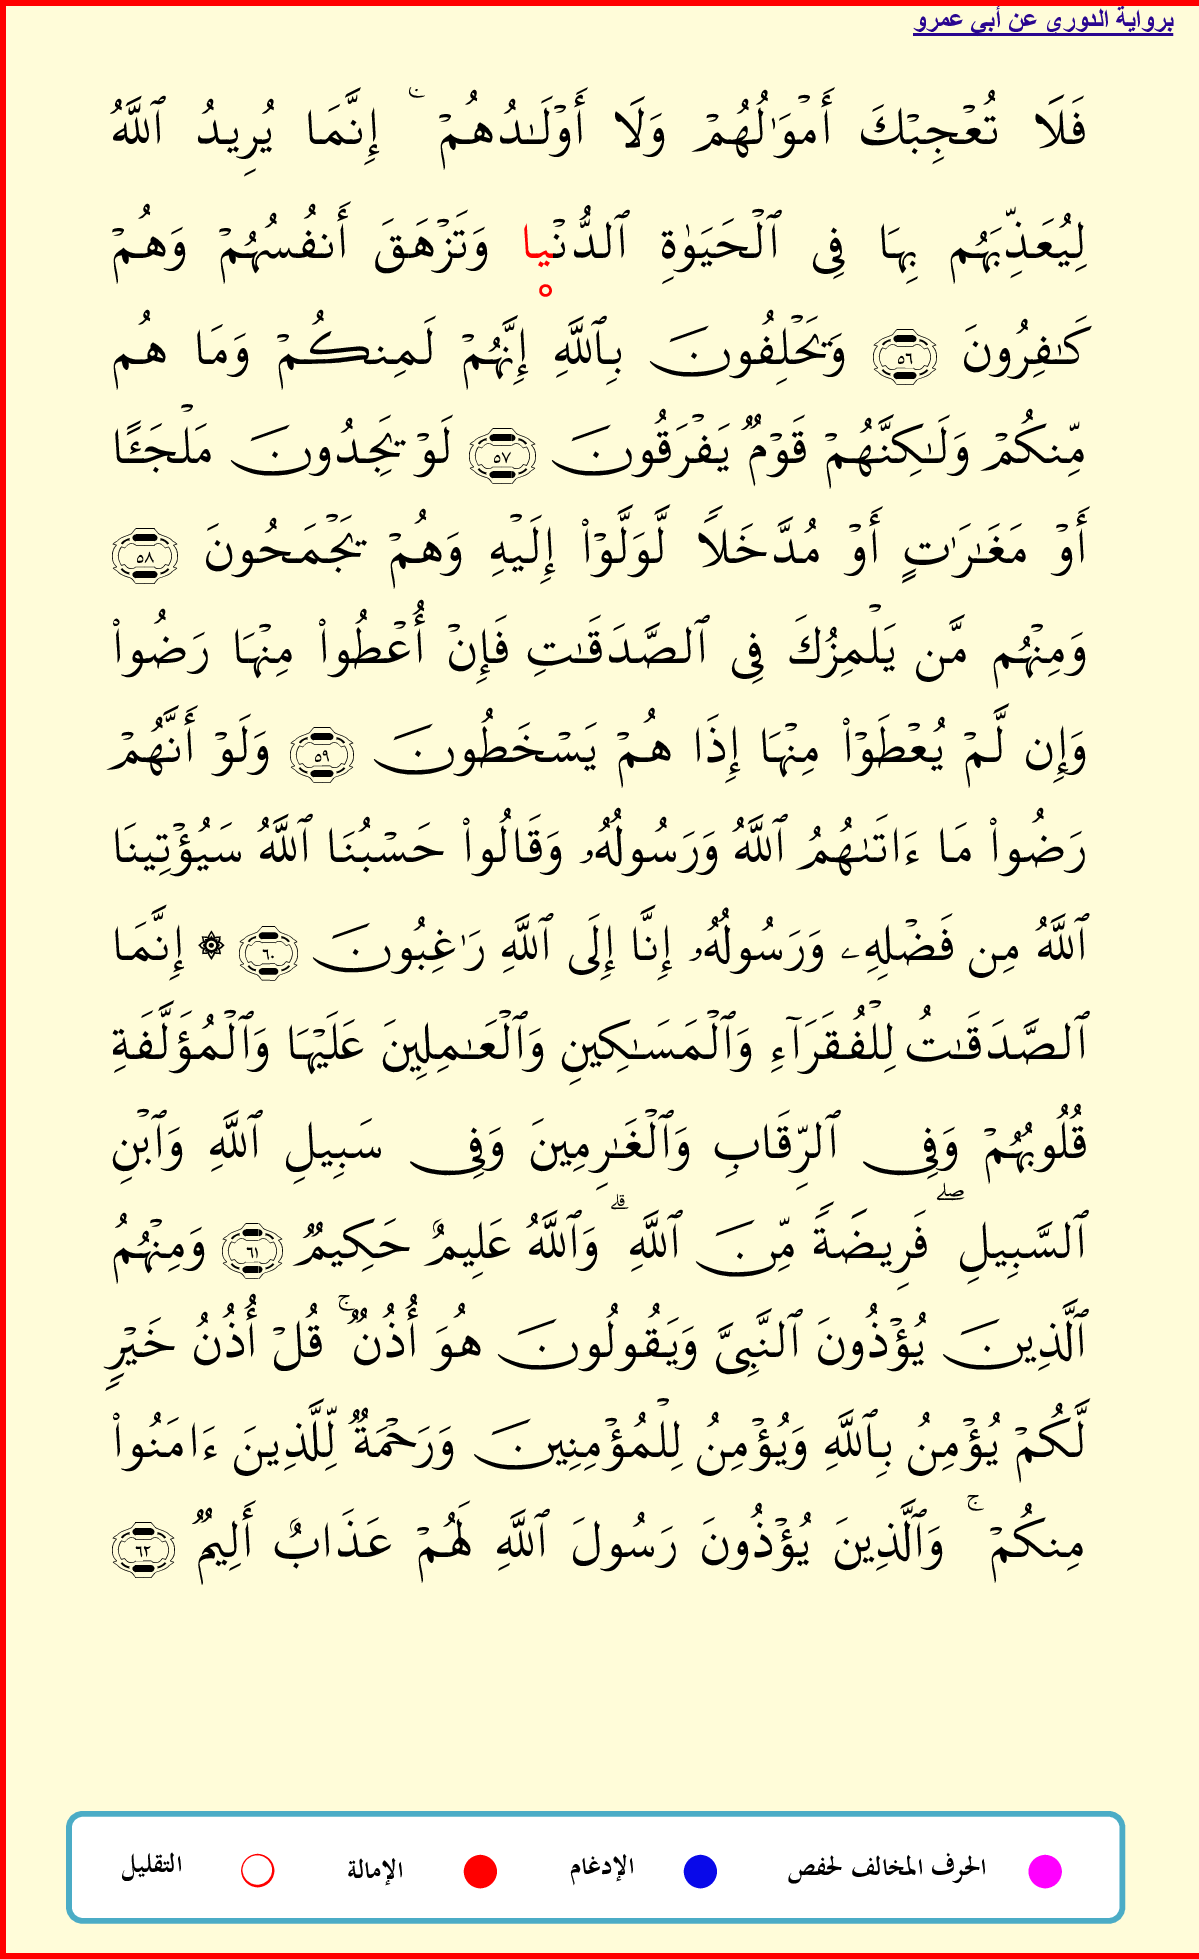 برواية الدوري عن أبي عمرو
فَلَا تُعْجِبْكَ أَمْوَٰلُهُمْ وَلَا أَوْلَـٰدُهُمْ ۚ إِنَّمَا يُرِيدُ ٱللَّهُ
لِيُعَذِّبَهُم بِهَا فِى ٱلْحَيَوٰةِ ٱلدُّنْيا وَتَزْهَقَ أَنفُسُهُمْ وَهُمْ
كَـٰفِرُونَ ٥٦ وَيَحْلِفُونَ بِٱللَّهِ إِنَّهُمْ لَمِنكُمْ وَمَا هُم
مِّنكُمْ وَلَـٰكِنَّهُمْ قَوْمٌ يَفْرَقُونَ ٥٧ لَوْ يَجِدُونَ مَلْجَـًٔا
أَوْ مَغَـٰرَٰتٍ أَوْ مُدَّخَلًا لَّوَلَّوْا۟ إِلَيْهِ وَهُمْ يَجْمَحُونَ ٥٨
وَمِنْهُم مَّن يَلْمِزُكَ فِى ٱلصَّدَقَـٰتِ فَإِنْ أُعْطُوا۟ مِنْهَا رَضُوا۟
وَإِن لَّمْ يُعْطَوْا۟ مِنْهَا إِذَا هُمْ يَسْخَطُونَ ٥٩ وَلَوْ أَنَّهُمْ
رَضُوا۟ مَا ءَاتَىٰهُمُ ٱللَّهُ وَرَسُولُهُۥ وَقَالُوا۟ حَسْبُنَا ٱللَّهُ سَيُؤْتِينَا
ٱللَّهُ مِن فَضْلِهِۦ وَرَسُولُهُۥ إِنَّا إِلَى ٱللَّهِ رَٰغِبُونَ ٦٠ ۞ إِنَّمَا
ٱلصَّدَقَـٰتُ لِلْفُقَرَآءِ وَٱلْمَسَـٰكِينِ وَٱلْعَـٰمِلِينَ عَلَيْهَا وَٱلْمُؤَلَّفَةِ
قُلُوبُهُمْ وَفِى ٱلرِّقَابِ وَٱلْغَـٰرِمِينَ وَفِى سَبِيلِ ٱللَّهِ وَٱبْنِ
ٱلسَّبِيلِ ۖ فَرِيضَةً مِّنَ ٱللَّهِ ۗ وَٱللَّهُ عَلِيمٌ حَكِيمٌ ٦١ وَمِنْهُمُ
ٱلَّذِينَ يُؤْذُونَ ٱلنَّبِىَّ وَيَقُولُونَ هُوَ أُذُنٌ ۚ قُلْ أُذُنُ خَيْرٍ
لَّكُمْ يُؤْمِنُ بِٱللَّهِ وَيُؤْمِنُ لِلْمُؤْمِنِينَ وَرَحْمَةٌ لِّلَّذِينَ ءَامَنُوا۟
مِنكُمْ ۚ وَٱلَّذِينَ يُؤْذُونَ رَسُولَ ٱللَّهِ لَهُمْ عَذَابٌ أَلِيمٌ ٦٢
الحرف المخالف لحفص الإدغام الإمالة التقليل